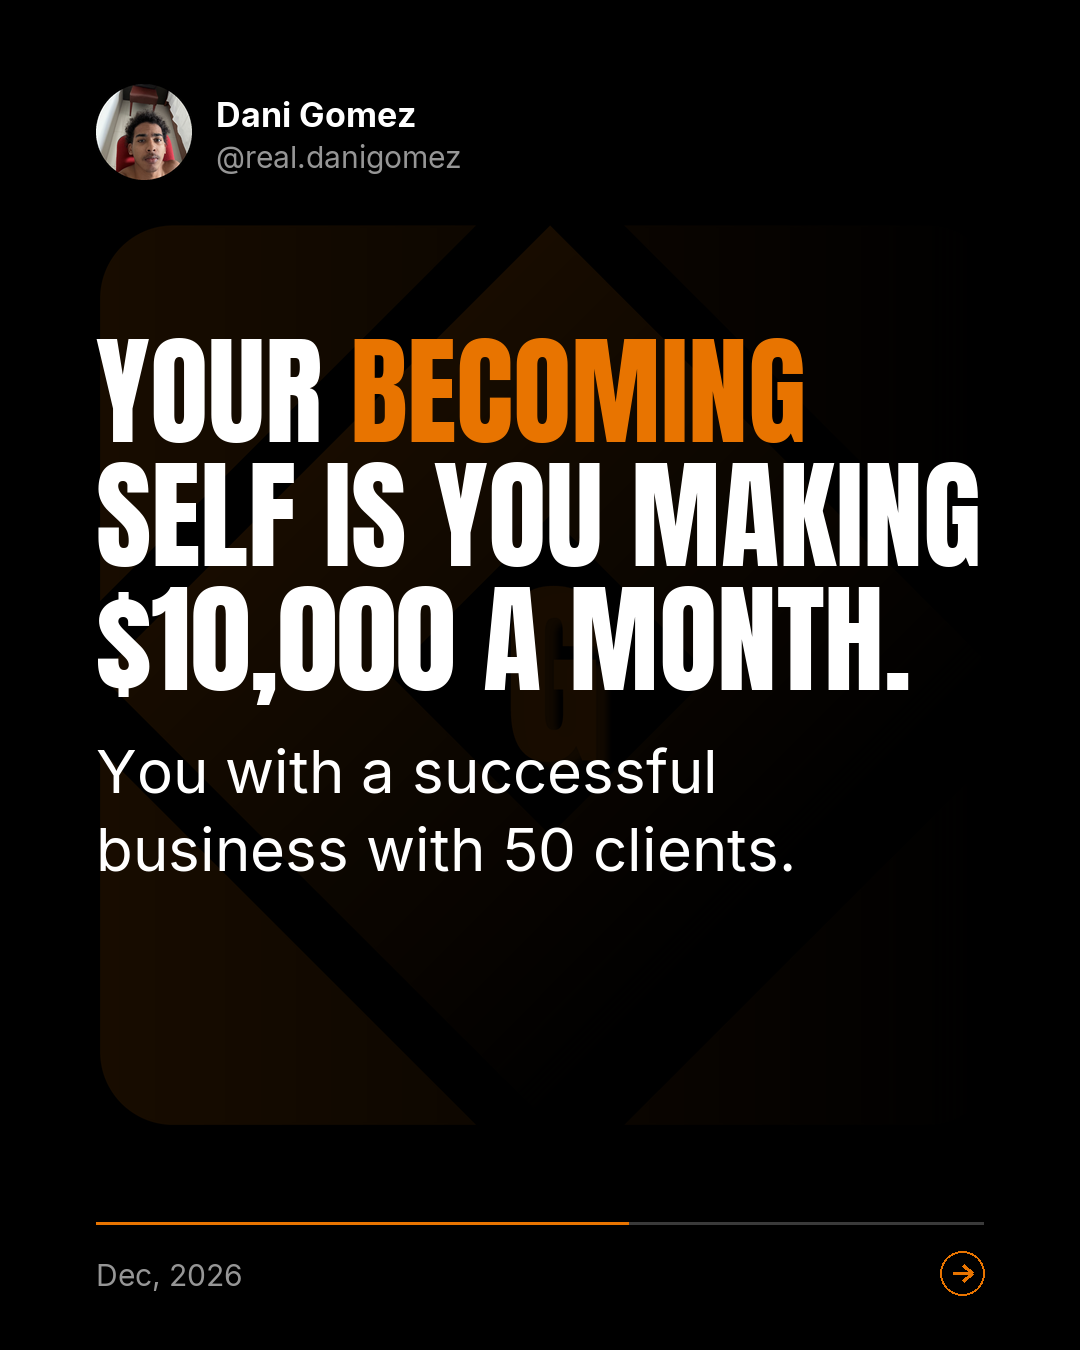 Dani Gomez
@real.danigomez
YOUR BECOMING
SELF IS YOU MAKING
$10,000 A MONTH.
G
You with a successful
business with 50 clients.
Dec, 2026